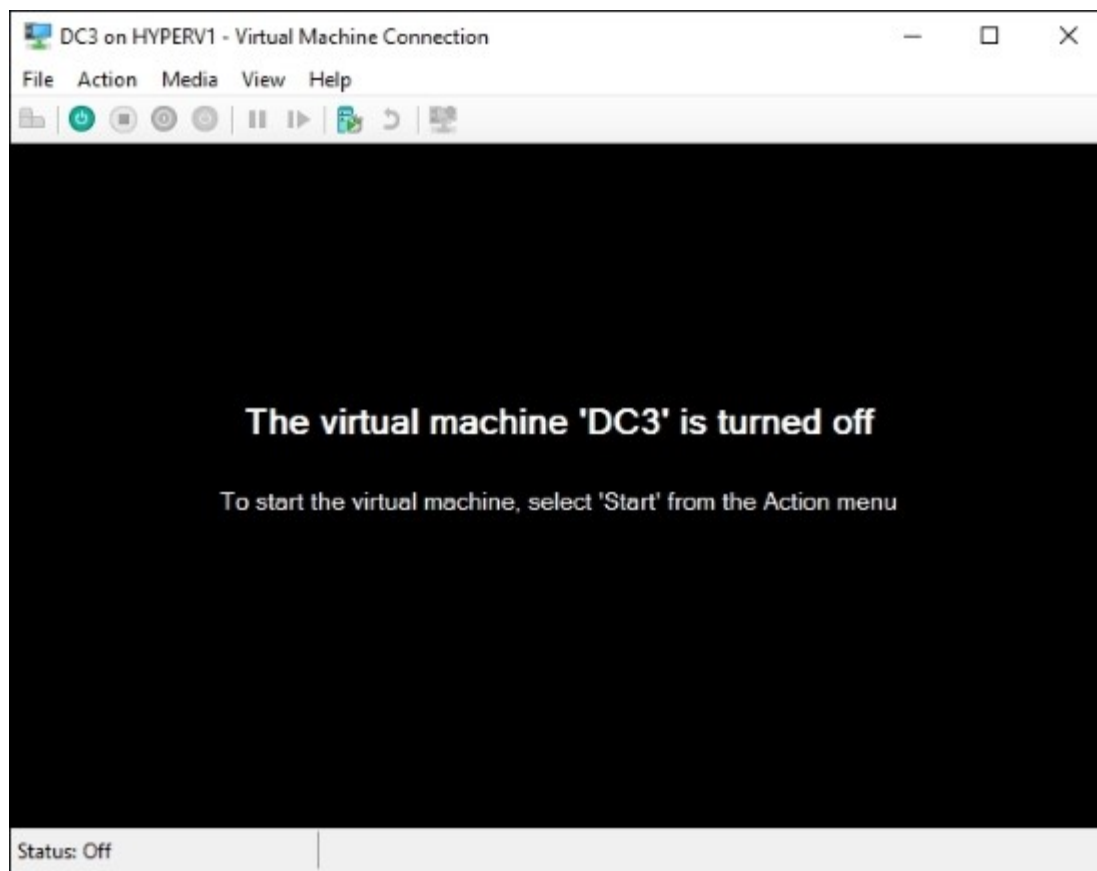 DC3 on HYPERV1 - Virtual Machine Connection
File Action Media View Help
The virtual machine 'DC3' is turned off
To start the virtual machine, select 'Start' from the Action menu
Status: Off